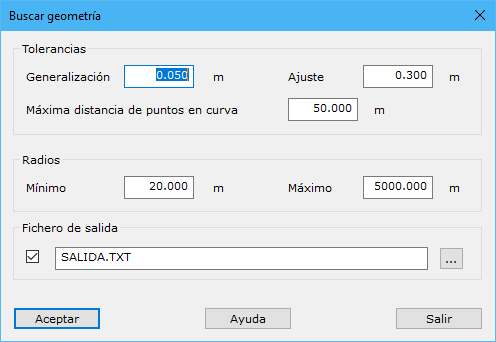 Buscar geometría
Tolerancias
Generalización 0.050 m Ajuste 0.300 m
Máxima distancia de puntos en curva 50.000 m
Radios
Mínimo 20.000 m Máximo 5000.000 m
Fichero de salida
SALIDA.TXT ...
Aceptar Ayuda Salir